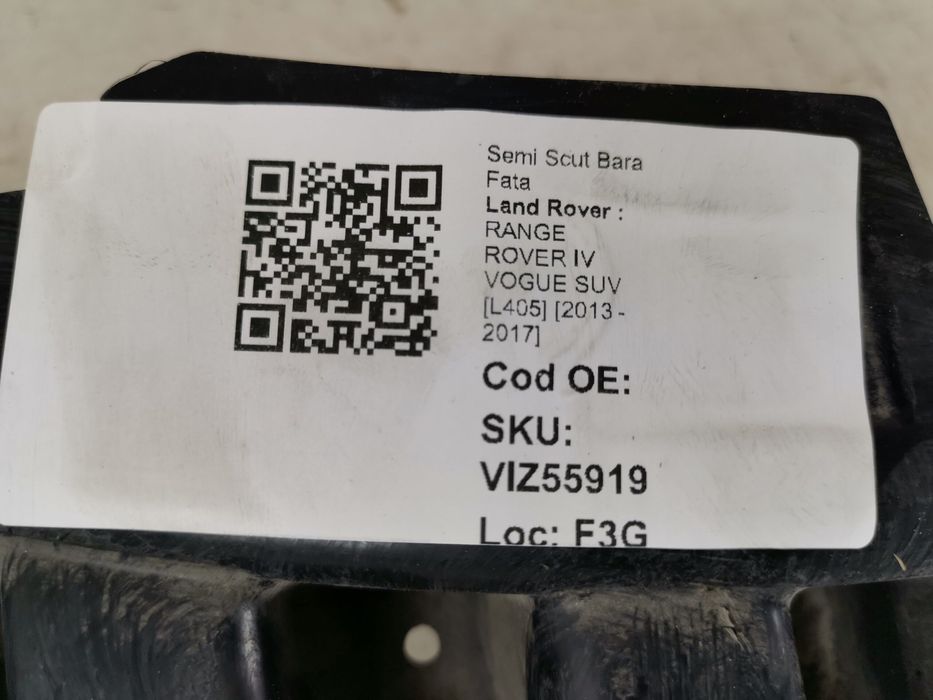 Semi Scut Bara
Fata
Land Rover :
RANGE
ROVER IV
VOGUE SUV
[L405] [2013 -
2017]
Cod OE:
SKU:
VIZ55919
Loc: F3G